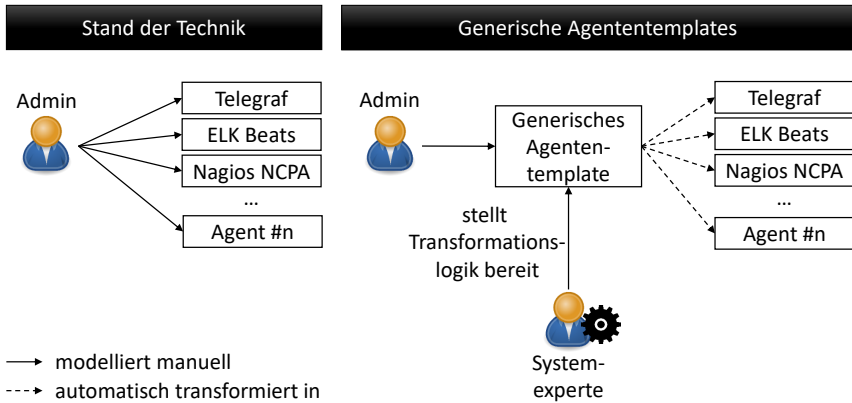 Stand der Technik
Admin
Telegraf
ELK Beats
Nagios NCPA
...
Agent #n
Generische Agententemplates
Admin
Generisches
Agenten-
template
Telegraf
ELK Beats
Nagios NCPA
...
Agent #n
stellt
Transformations-
logik bereit
System-
experte
modelliert manuell
automatisch transformiert in